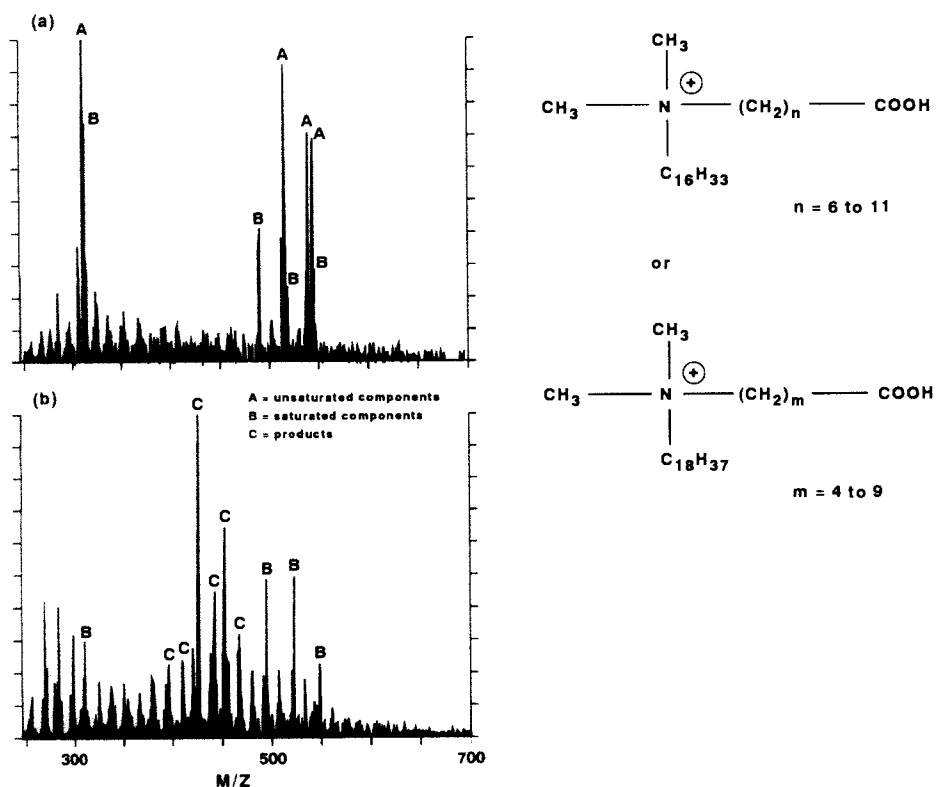 (a)
A
B
A
A
A
B
B
B
(b)
A = unsaturated components
B = saturated components
C = products
C
C
C
C
C
C
B
B
B
B
300
500
700
M/Z
CH3
⊕
CH3 — N — (CH2)n — COOH
C16H33
n = 6 to 11
or
CH3
⊕
CH3 — N — (CH2)m — COOH
C18H37
m = 4 to 9